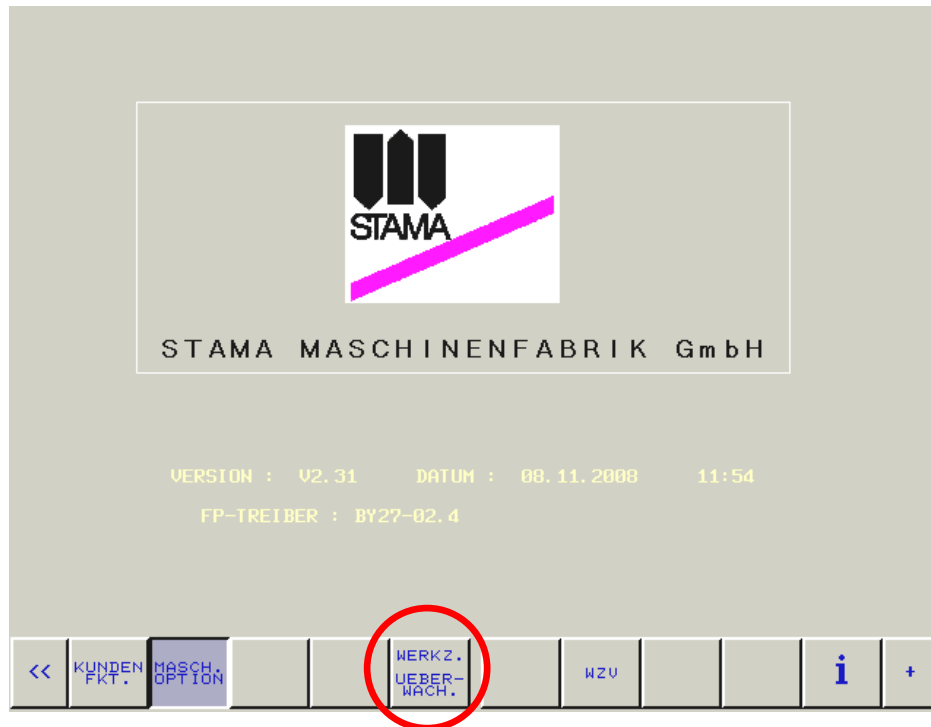 STAMA
STAMA MASCHINENFABRIK GmbH
VERSION : V2.31 DATUM : 08.11.2008 11:54
FP-TREIBER : BY27-02.4
<<
KUNDEN
FKT.
MASCH.
OPTION
WERKZ.
UEBER-
WACH.
WZV
i
+